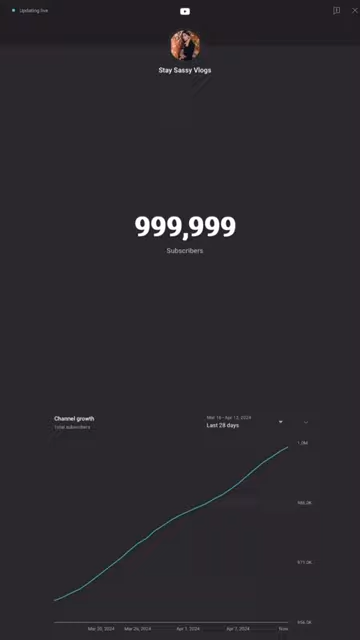 Updating live
Stay Sassy Vlogs
999,999
Subscribers
Channel growth
Total subscribers
Mar 16 - Apr 12, 2024
Last 28 days
1.0M
Mar 20, 2024
Mar 26, 2024
Apr 1, 2024
Apr 7, 2024
Now